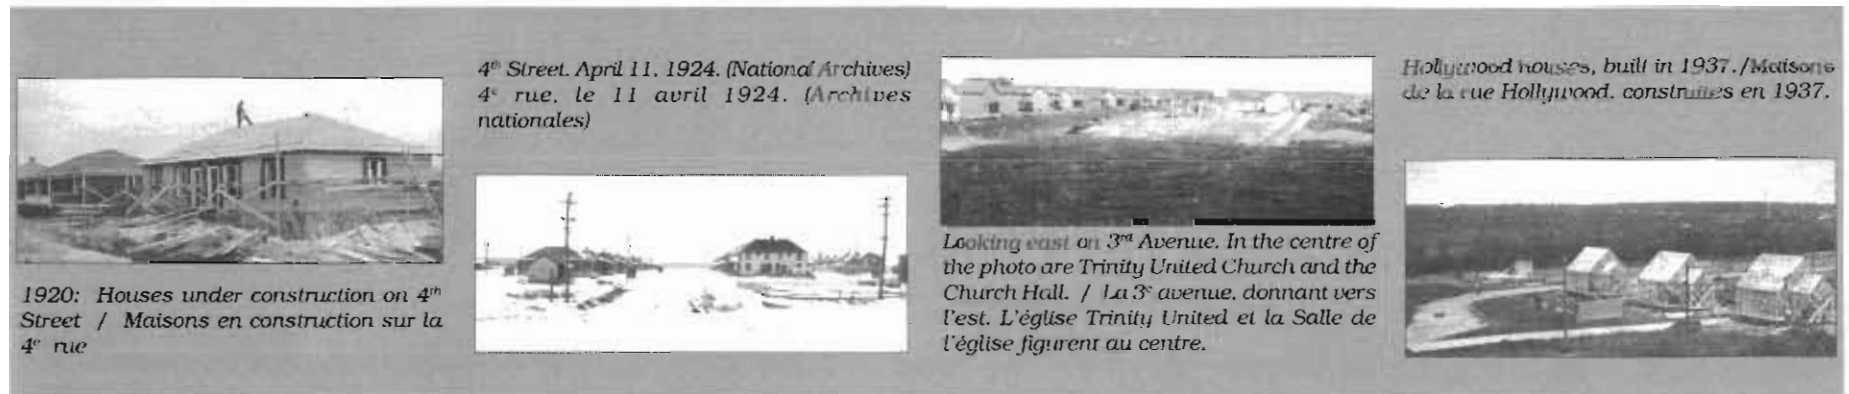 1920: Houses under construction on 4th
Street / Maisons en construction sur la
4e rue
4th Street. April 11, 1924. (National Archives)
4e rue, le 11 avril 1924. (Archives
nationales)
Looking east on 3rd Avenue. In the centre of
the photo are Trinity United Church and the
Church Hall. / La 3e avenue, donnant vers
l'est. L'église Trinity United et la Salle de
l'église figurent au centre.
Hollywood houses, built in 1937./Maisons
de la rue Hollywood, construites en 1937.